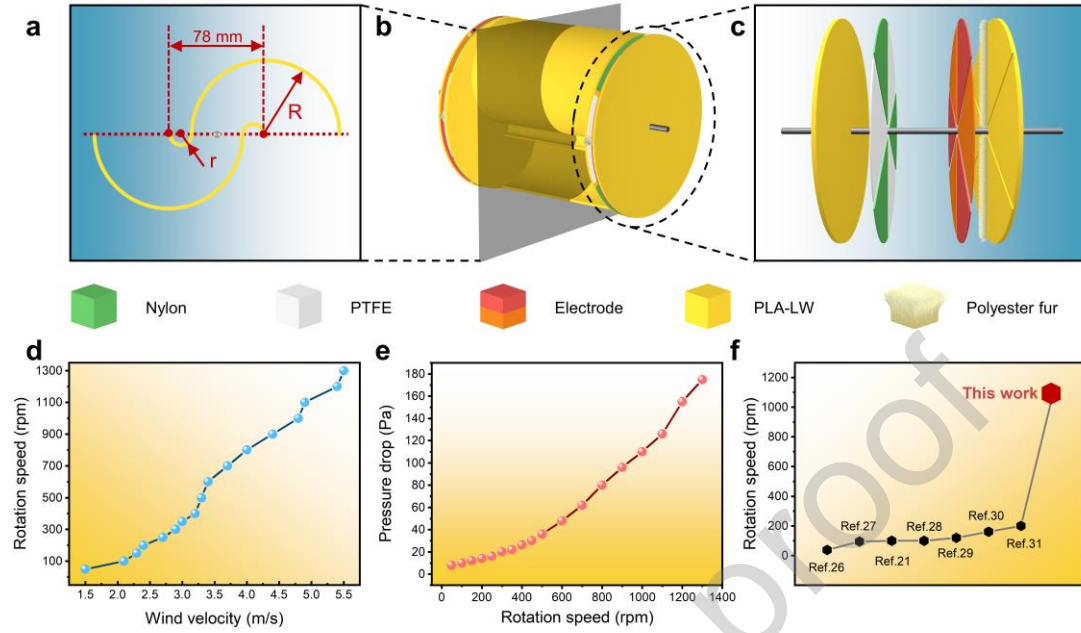 a
78 mm
R
r
b
c
Nylon
PTFE
Electrode
PLA-LW
Polyester fur
d
Rotation speed (rpm)
1300
1100
900
700
500
300
100
1.5 2.0 2.5 3.0 3.5 4.0 4.5 5.0 5.5
Wind velocity (m/s)
e
Pressure drop (Pa)
180
160
140
120
100
80
60
40
20
0
0 200 400 600 800 1000 1200 1400
Rotation speed (rpm)
f
Rotation speed (rpm)
1200
1000
800
600
400
200
0
This work
Ref.26
Ref.27
Ref.21
Ref.28
Ref.29
Ref.30
Ref.31
proof